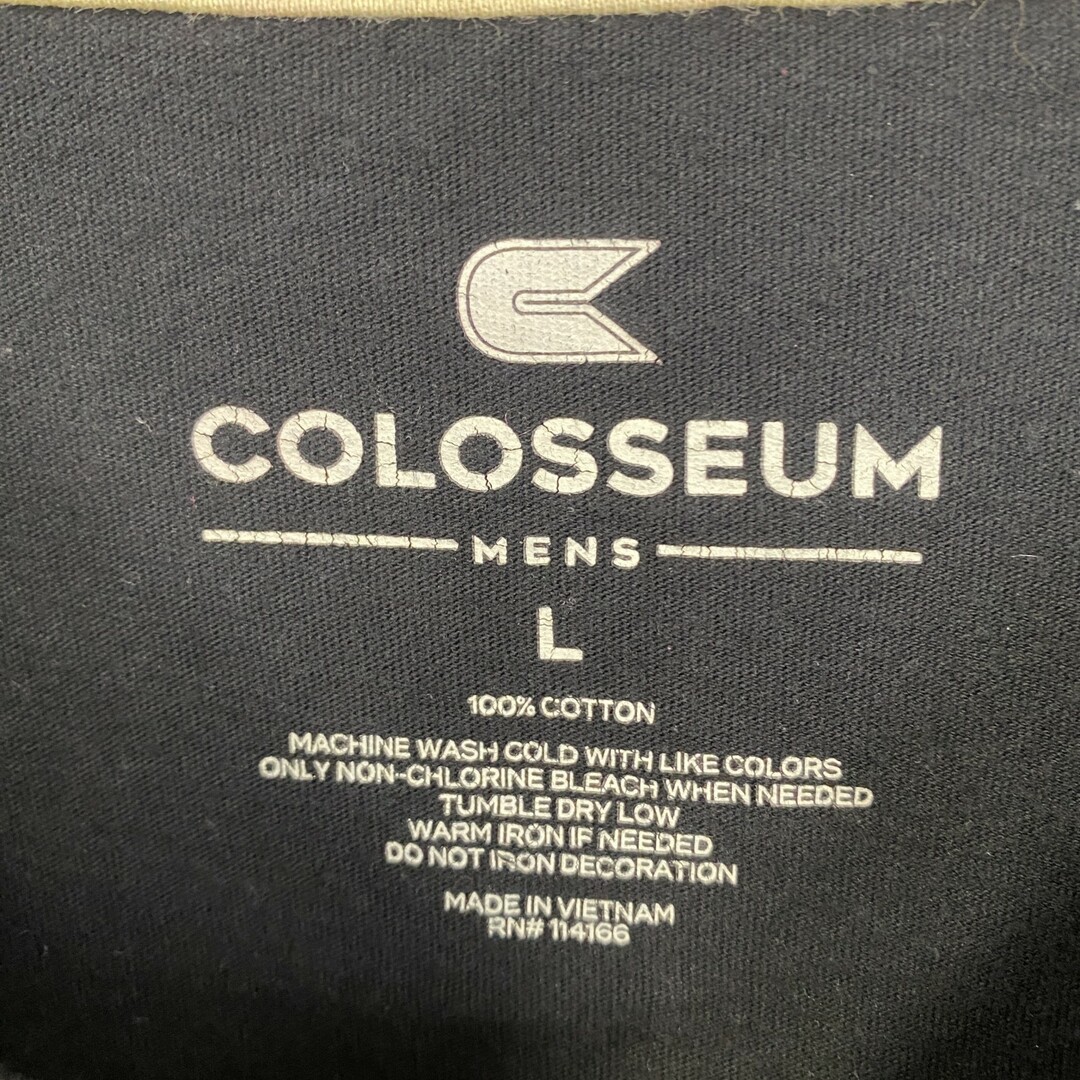 COLOSSEUM
MENS
L
100% COTTON
MACHINE WASH COLD WITH LIKE COLORS
ONLY NON-CHLORINE BLEACH WHEN NEEDED
TUMBLE DRY LOW
WARM IRON IF NEEDED
DO NOT IRON DECORATION
MADE IN VIETNAM
RN# 114166